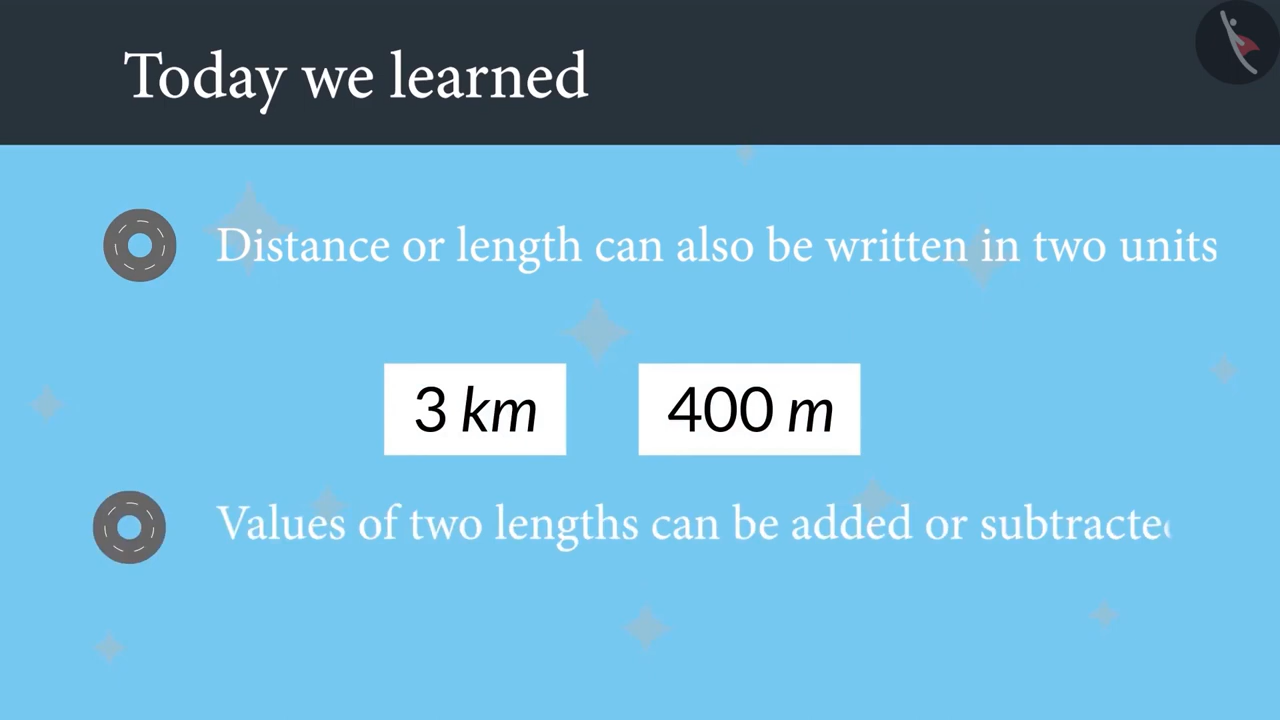 Today we learned
Distance or length can also be written in two units
3 km 400 m
Values of two lengths can be added or